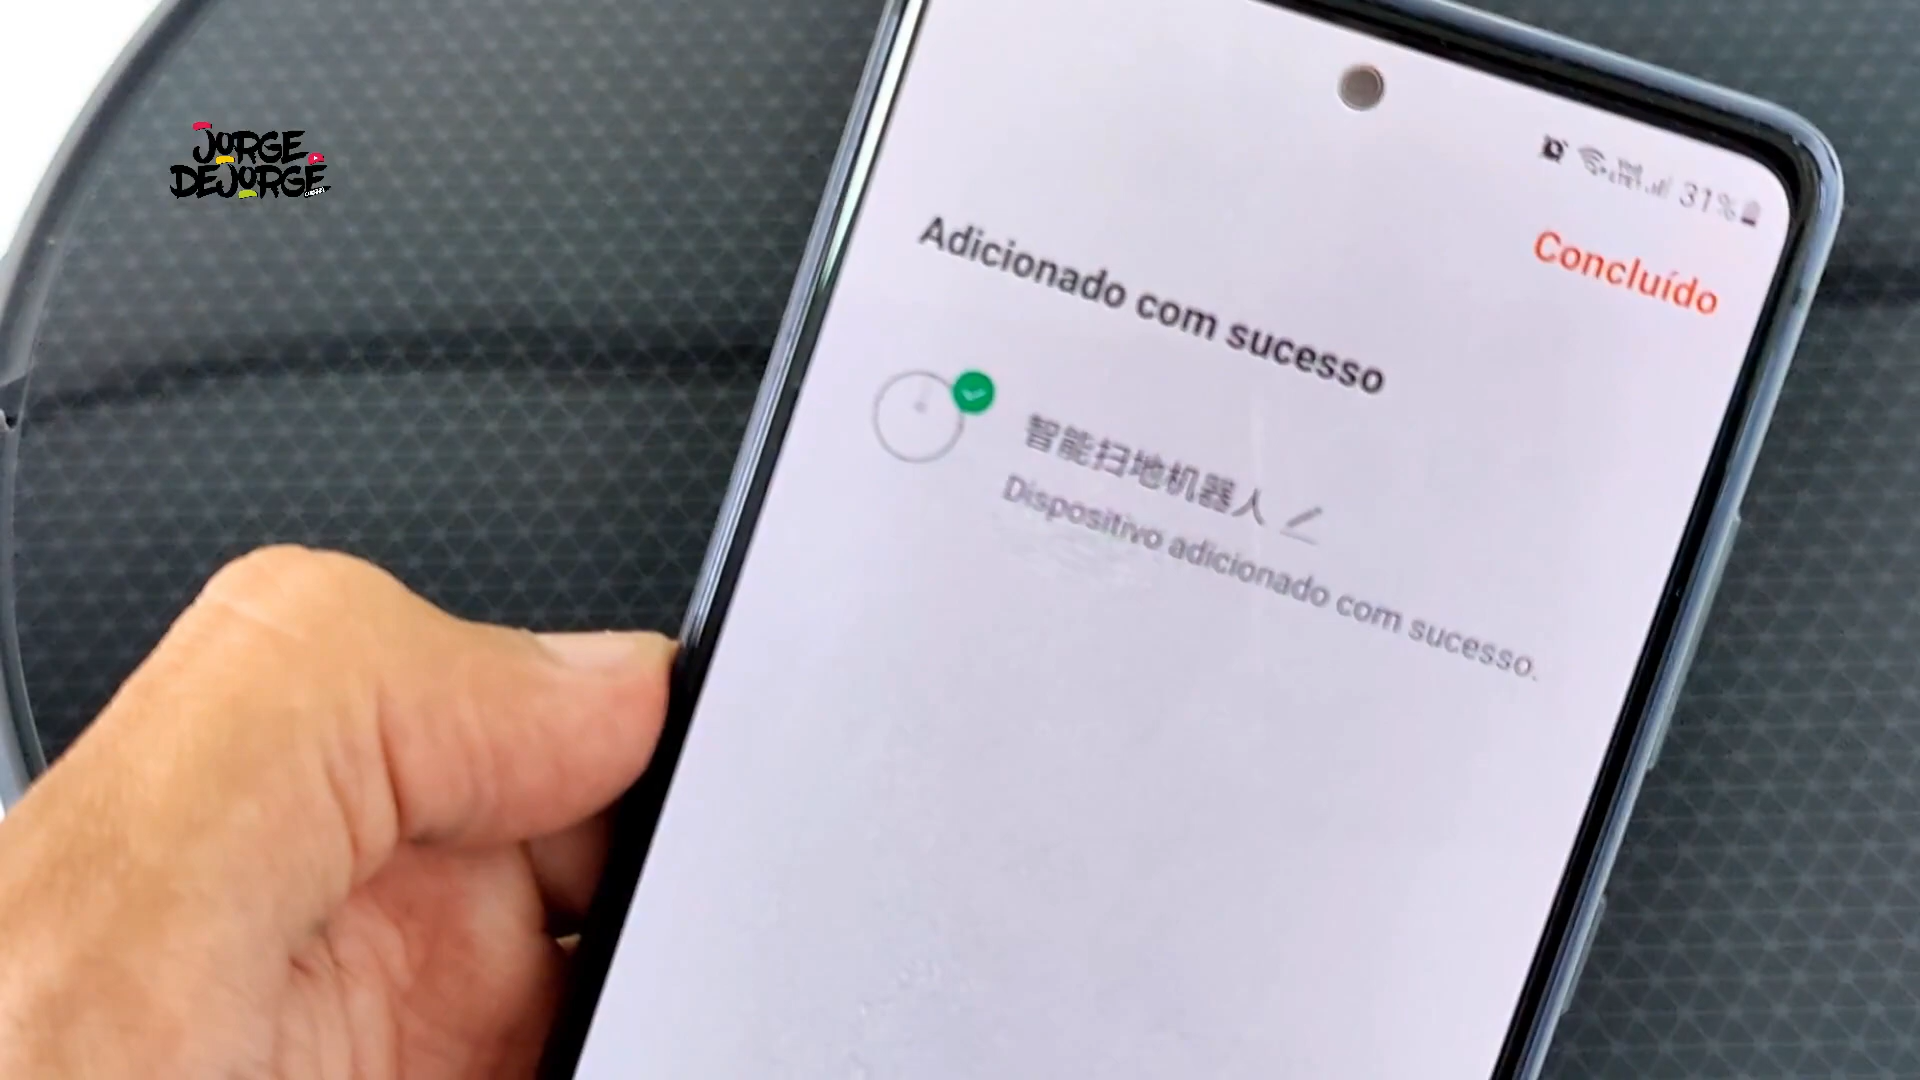 JORGE
DEJORGE
31%
Concluído
Adicionado com sucesso
智能扫地机器人
Dispositivo adicionado com sucesso.